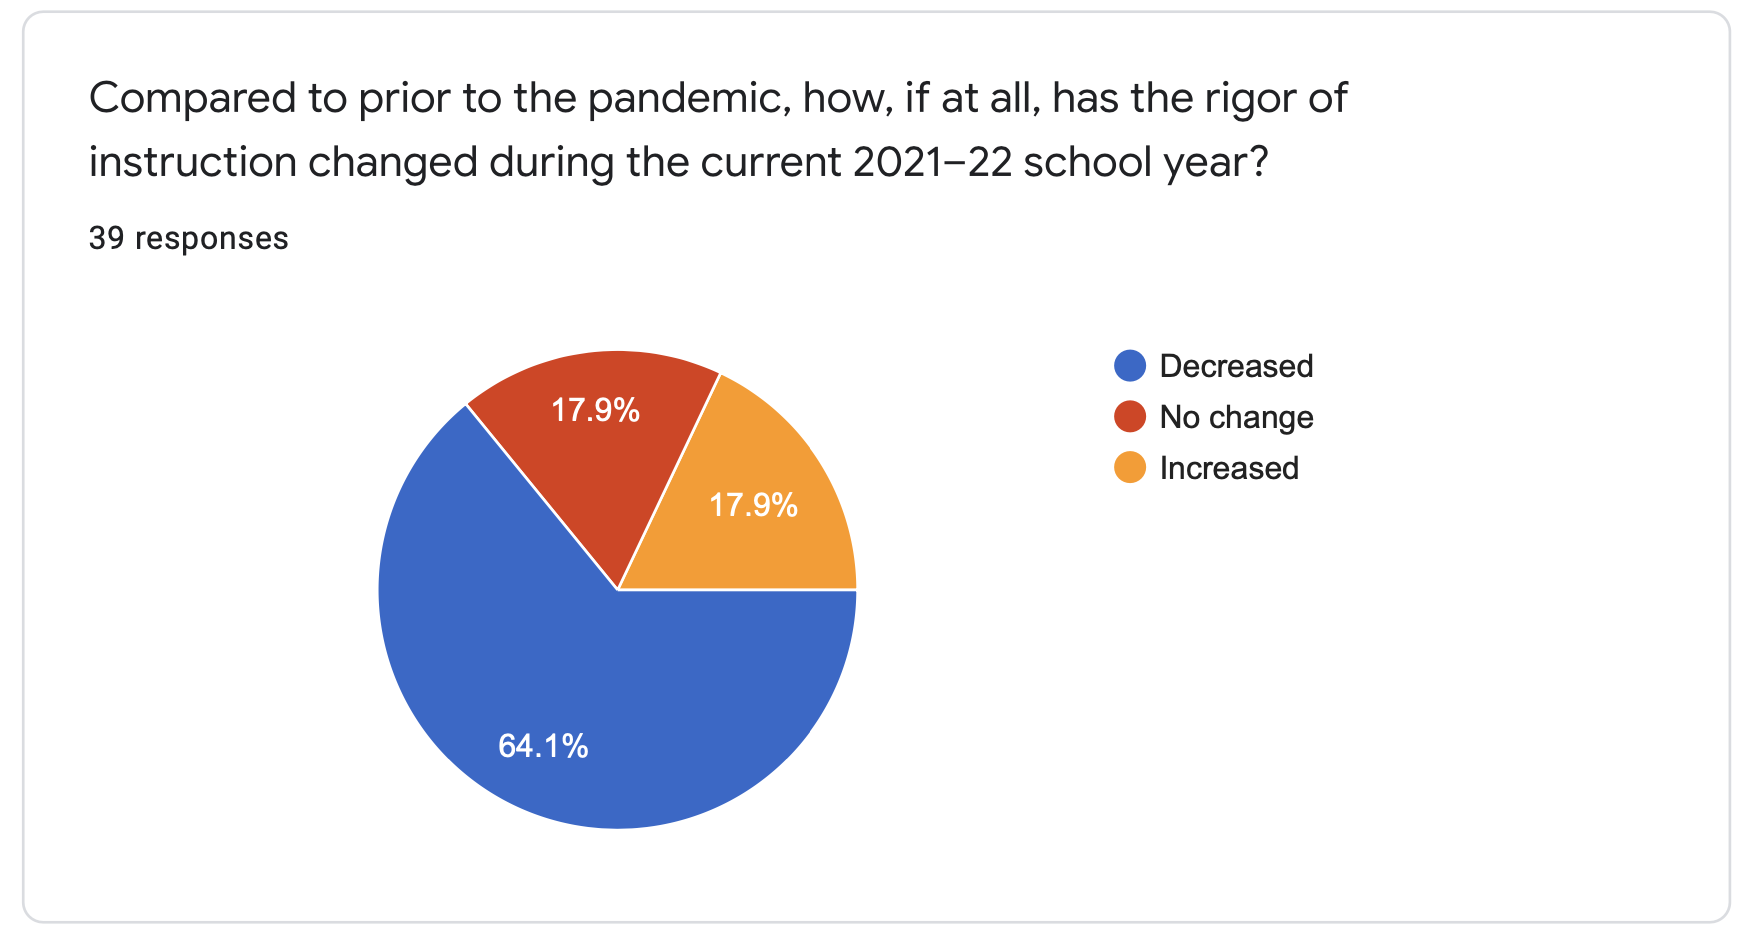 Compared to prior to the pandemic, how, if at all, has the rigor of
instruction changed during the current 2021–22 school year?
39 responses
17.9%
17.9%
64.1%
Decreased
No change
Increased